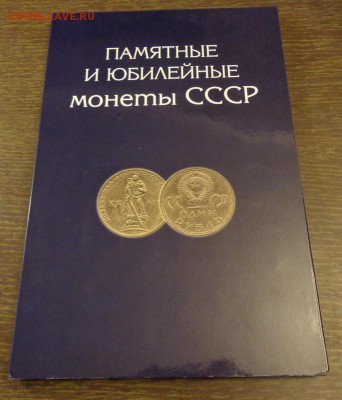 ПАМЯТНЫЕ
И ЮБИЛЕЙНЫЕ
монеты СССР
ОДИН
РУБЛЬ